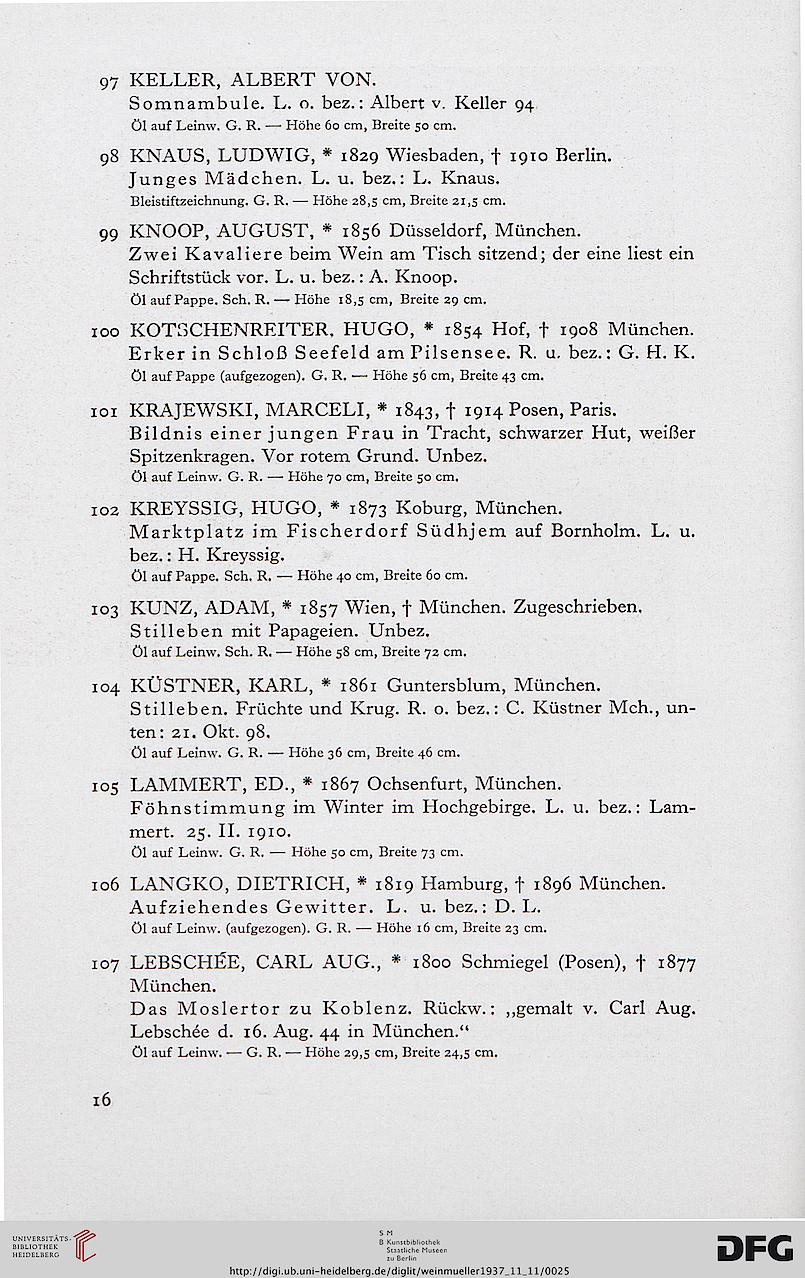 97 KELLER, ALBERT VON.
Somnambule. L. o. bez.: Albert v. Keller 94
Öl auf Leinw. G. R. — Höhe 60 cm, Breite 50 cm.
98 KNAUS, LUDWIG, * 1829 Wiesbaden, † 1910 Berlin.
Junges Mädchen. L. u. bez.: L. Knaus.
Bleistiftzeichnung. G. R. — Höhe 28,5 cm, Breite 21,5 cm.
99 KNOOP, AUGUST, * 1856 Düsseldorf, München.
Zwei Kavaliere beim Wein am Tisch sitzend; der eine liest ein
Schriftstück vor. L. u. bez.: A. Knoop.
Öl auf Pappe. Sch. R. — Höhe 18,5 cm, Breite 29 cm.
100 KOTSCHENREITER, HUGO, * 1854 Hof, † 1908 München.
Erker in Schloß Seefeld am Pilsensee. R. u. bez.: G. H. K.
Öl auf Pappe (aufgezogen). G. R. — Höhe 56 cm, Breite 43 cm.
101 KRAJEWSKI, MARCELI, * 1843, † 1914 Posen, Paris.
Bildnis einer jungen Frau in Tracht, schwarzer Hut, weißer
Spitzenkragen. Vor rotem Grund. Unbez.
Öl auf Leinw. G. R. — Höhe 70 cm, Breite 50 cm.
102 KREYSSIG, HUGO, * 1873 Koburg, München.
Marktplatz im Fischerdorf Südhjem auf Bornholm. L. u.
bez.: H. Kreyssig.
Öl auf Pappe. Sch. R. — Höhe 40 cm, Breite 60 cm.
103 KUNZ, ADAM, * 1857 Wien, † München. Zugeschrieben.
Stilleben mit Papageien. Unbez.
Öl auf Leinw. Sch. R. — Höhe 58 cm, Breite 72 cm.
104 KÜSTNER, KARL, * 1861 Guntersblum, München.
Stilleben. Früchte und Krug. R. o. bez.: C. Küstner Mch., un-
ten: 21. Okt. 98.
Öl auf Leinw. G. R. — Höhe 36 cm, Breite 46 cm.
105 LAMMERT, ED., * 1867 Ochsenfurt, München.
Föhnstimmung im Winter im Hochgebirge. L. u. bez.: Lam-
mert. 25. II. 1910.
Öl auf Leinw. G. R. — Höhe 50 cm, Breite 73 cm.
106 LANGKO, DIETRICH, * 1819 Hamburg, † 1896 München.
Aufziehendes Gewitter. L. u. bez.: D. L.
Öl auf Leinw. (aufgezogen). G. R. — Höhe 16 cm, Breite 23 cm.
107 LEBSCHÉE, CARL AUG., * 1800 Schmiegel (Posen), † 1877
München.
Das Moslertor zu Koblenz. Rückw.: „gemalt v. Carl Aug.
Lebschée d. 16. Aug. 44 in München.“
Öl auf Leinw. — G. R. — Höhe 29,5 cm, Breite 24,5 cm.
16
UNIVERSITÄTS-
BIBLIOTHEK
HEIDELBERG
S M
B Kunstbibliothek
Staatliche Museen
zu Berlin
DFG
http://digi.ub.uni-heidelberg.de/diglit/weinmueller1937_11_11/0025